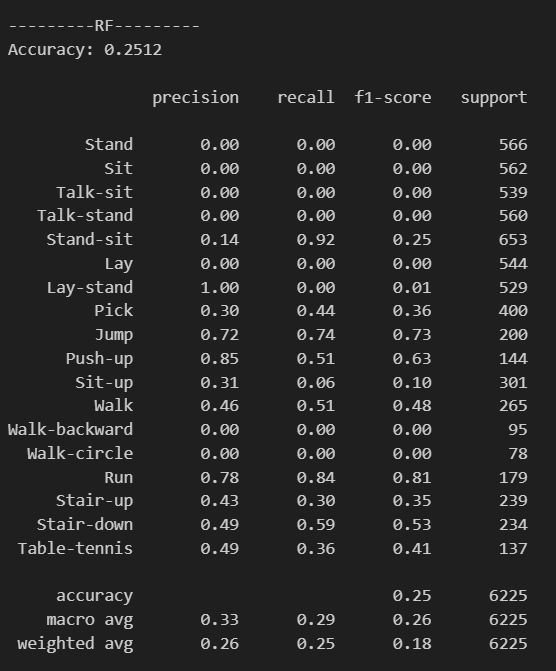 ---------RF---------
Accuracy: 0.2512
precision recall f1-score support
Stand 0.00 0.00 0.00 566
Sit 0.00 0.00 0.00 562
Talk-sit 0.00 0.00 0.00 539
Talk-stand 0.00 0.00 0.00 560
Stand-sit 0.14 0.92 0.25 653
Lay 0.00 0.00 0.00 544
Lay-stand 1.00 0.00 0.01 529
Pick 0.30 0.44 0.36 400
Jump 0.72 0.74 0.73 200
Push-up 0.85 0.51 0.63 144
Sit-up 0.31 0.06 0.10 301
Walk 0.46 0.51 0.48 265
Walk-backward 0.00 0.00 0.00 95
Walk-circle 0.00 0.00 0.00 78
Run 0.78 0.84 0.81 179
Stair-up 0.43 0.30 0.35 239
Stair-down 0.49 0.59 0.53 234
Table-tennis 0.49 0.36 0.41 137
accuracy 0.25 6225
macro avg 0.33 0.29 0.26 6225
weighted avg 0.26 0.25 0.18 6225